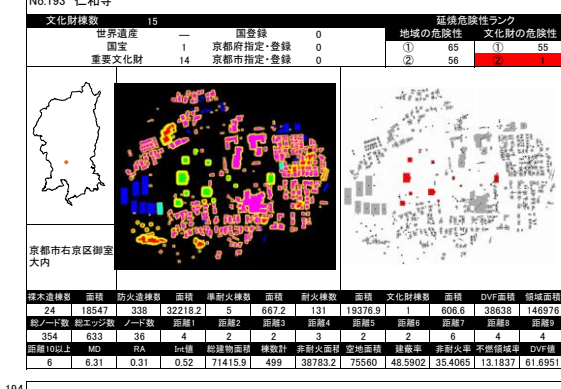 No.193 仁和寺
文化財棟数 15 延焼危険性ランク
世界遺産 — 国登録 0 地域の危険性 文化財の危険性
国宝 1 京都府指定・登録 0 ① 65 ① 55
重要文化財 14 京都市指定・登録 0 ② 56 ② 1
京都市右京区御室
大内
裸木造棟数 面積 防火造棟数 面積 準耐火棟数 面積 耐火棟数 面積 文化財棟数 面積 DVF面積 領域面積
24 18547 338 32218.2 5 667.2 131 19376.9 1 606.6 38638 146976
総ノード数 総エッジ数 ノード数 距離1 距離2 距離3 距離4 距離5 距離6 距離7 距離8 距離9
354 633 36 4 2 2 3 2 2 6 4 4
距離10以上 MD RA Int値 総建物面積 棟数計 非耐火面積 空地面積 建蔽率 非耐火率 不燃領域率 DVF値
6 6.31 0.31 0.52 71415.9 499 38783.2 75560 48.5902 35.4065 13.1837 61.6951
194